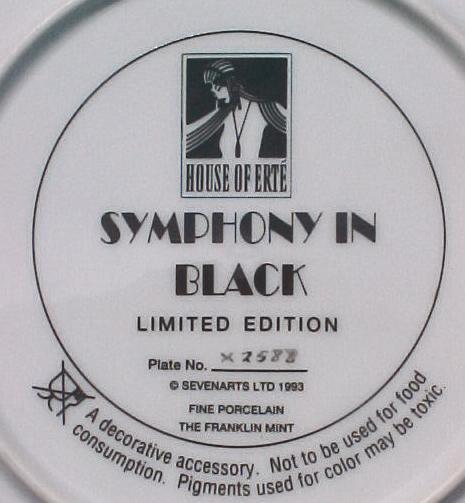 HOUSE OF ERTÉ
SYMPHONY IN
BLACK
LIMITED EDITION
Plate No. X2588
© SEVENARTS LTD 1993
FINE PORCELAIN
THE FRANKLIN MINT
A decorative accessory. Not to be used for food
consumption. Pigments used for color may be toxic.